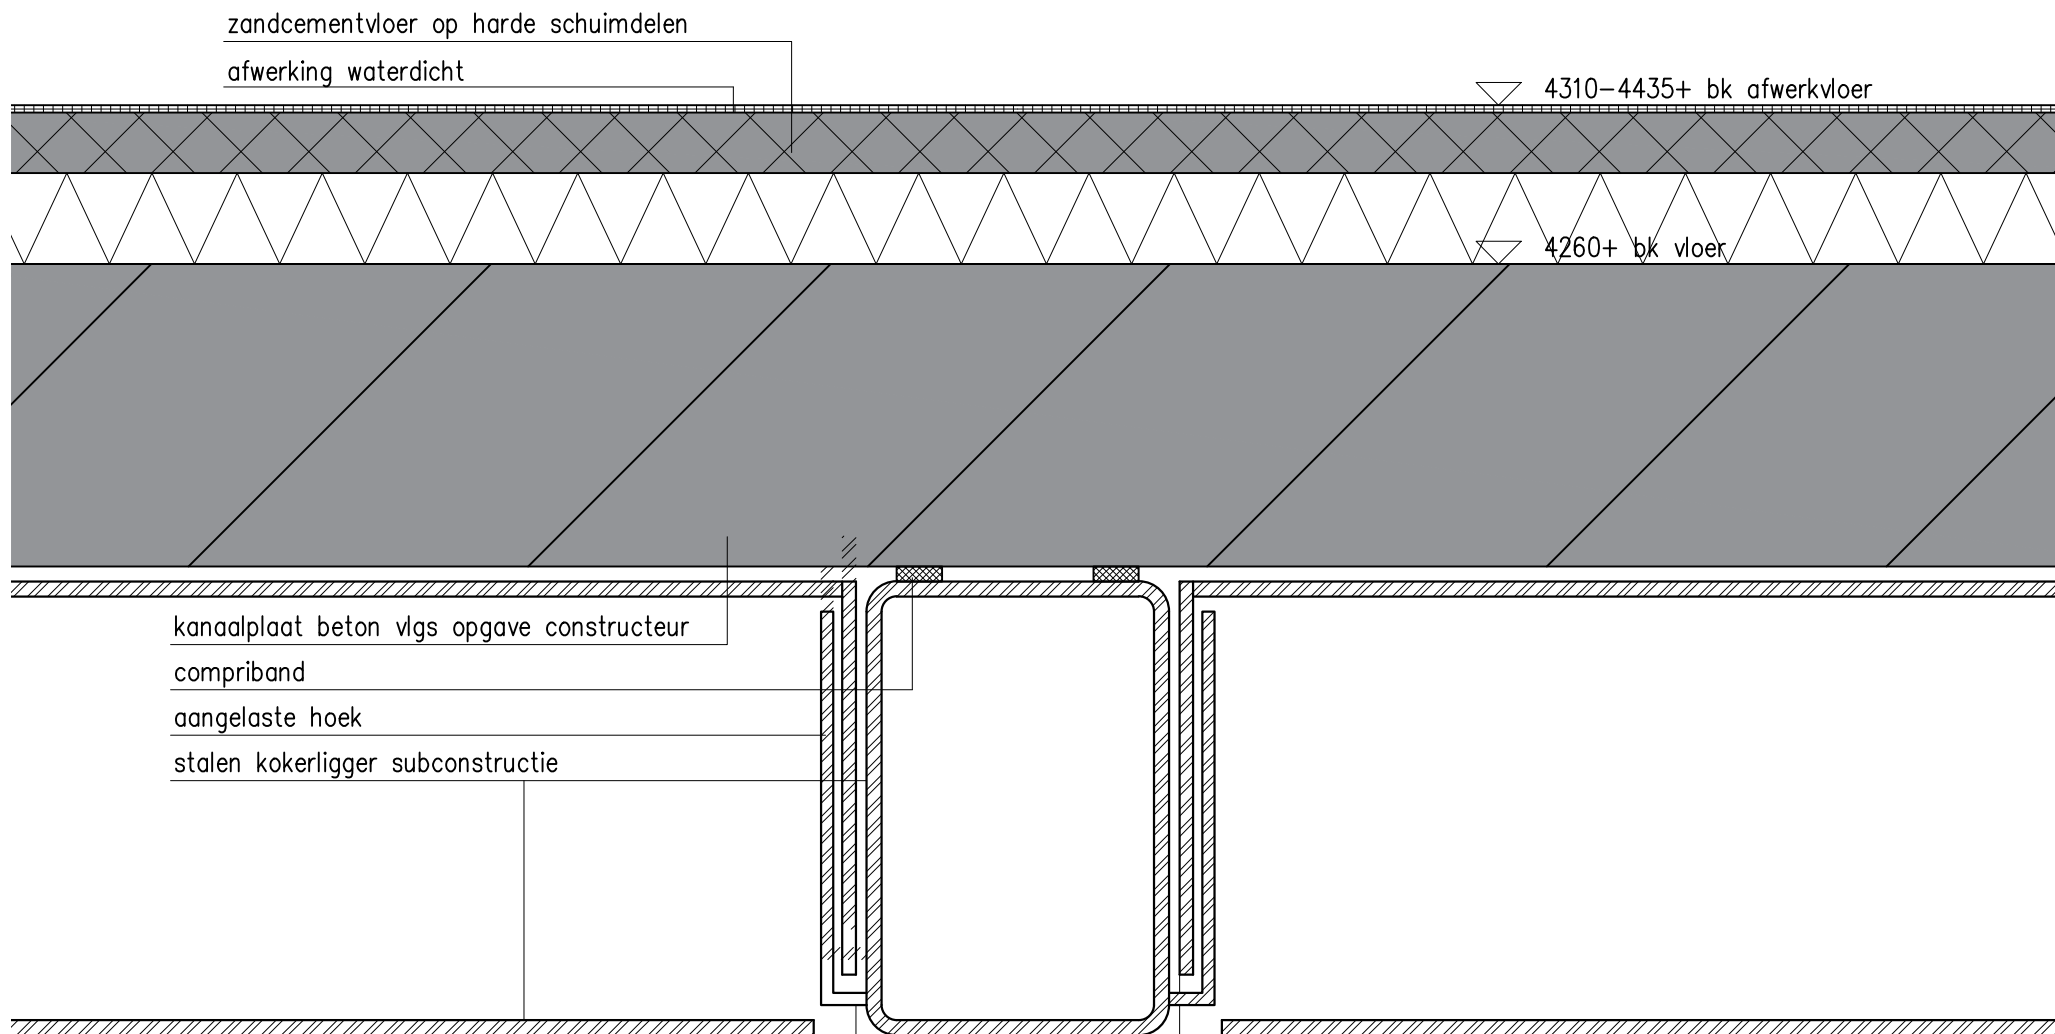 zandcementvloer op harde schuimdelen
afwerking waterdicht
4310-4435+ bk afwerkvloer
4260+ bk vloer
kanaalplaat beton vlgs opgave constructeur
compriband
aangelaste hoek
stalen kokerligger subconstructie